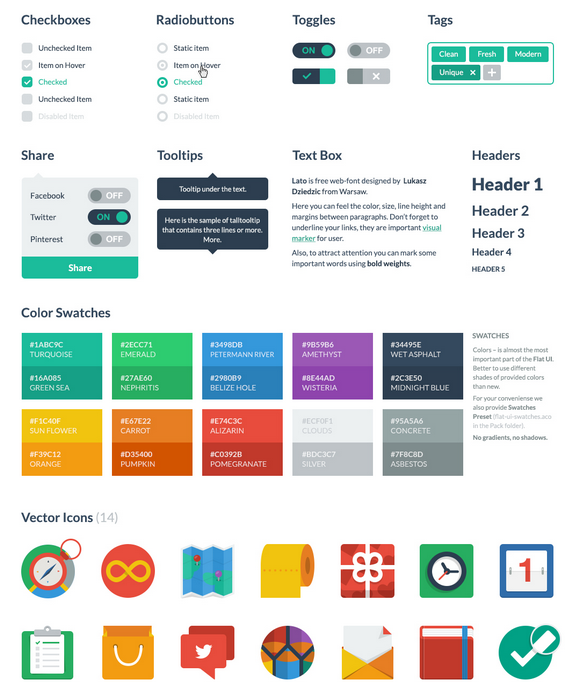 Checkboxes
Unchecked Item
Item on Hover
Checked
Unchecked Item
Disabled Item
Radiobuttons
Static item
Item on Hover
Checked
Static item
Disabled Item
Toggles
ON
OFF
Tags
Clean
Fresh
Modern
Unique
Share
Facebook
OFF
Twitter
ON
Pinterest
OFF
Share
Tooltips
Tooltip under the text.
Here is the sample of talltooltip
that contains three lines or more.
More.
Text Box
Lato is free web-font designed by Lukasz
Dziedzic from Warsaw.
Here you can feel the color, size, line height and
margins between paragraphs. Don't forget to
underline your links, they are important visual
marker for user.
Also, to attract attention you can mark some
important words using bold weights.
Headers
Header 1
Header 2
Header 3
Header 4
HEADER 5
Color Swatches
#1ABC9C
TURQUOISE
#16A085
GREEN SEA
#2ECC71
EMERALD
#27AE60
NEPHRITIS
#3498DB
PETERMANN RIVER
#2980B9
BELIZE HOLE
#9B59B6
AMETHYST
#8E44AD
WISTERIA
#34495E
WET ASPHALT
#2C3E50
MIDNIGHT BLUE
#F1C40F
SUN FLOWER
#F39C12
ORANGE
#E67E22
CARROT
#D35400
PUMPKIN
#E74C3C
ALIZARIN
#C0392B
POMEGRANATE
#ECF0F1
CLOUDS
#BDC3C7
SILVER
#95A5A6
CONCRETE
#7F8C8D
ASBESTOS
SWATCHES
Colors – is almost the most
important part of the Flat UI.
Better to use different
shades of provided colors
than new.
For your conveniense we
also provide Swatches
Preset (flat-ui-swatches.aco
in the Pack folder).
No gradients, no shadows.
Vector Icons (14)
1